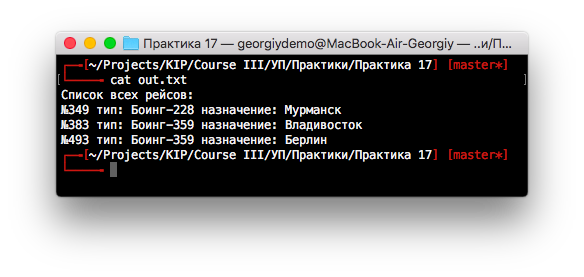 Практика 17 — georgiydemo@MacBook-Air-Georgiy — ..и/П...
[~/Projects/KIP/Course III/УП/Практики/Практика 17] [master*]
cat out.txt
Список всех рейсов:
№349 тип: Боинг-228 назначение: Мурманск
№383 тип: Боинг-359 назначение: Владивосток
№493 тип: Боинг-359 назначение: Берлин
[~/Projects/KIP/Course III/УП/Практики/Практика 17] [master*]